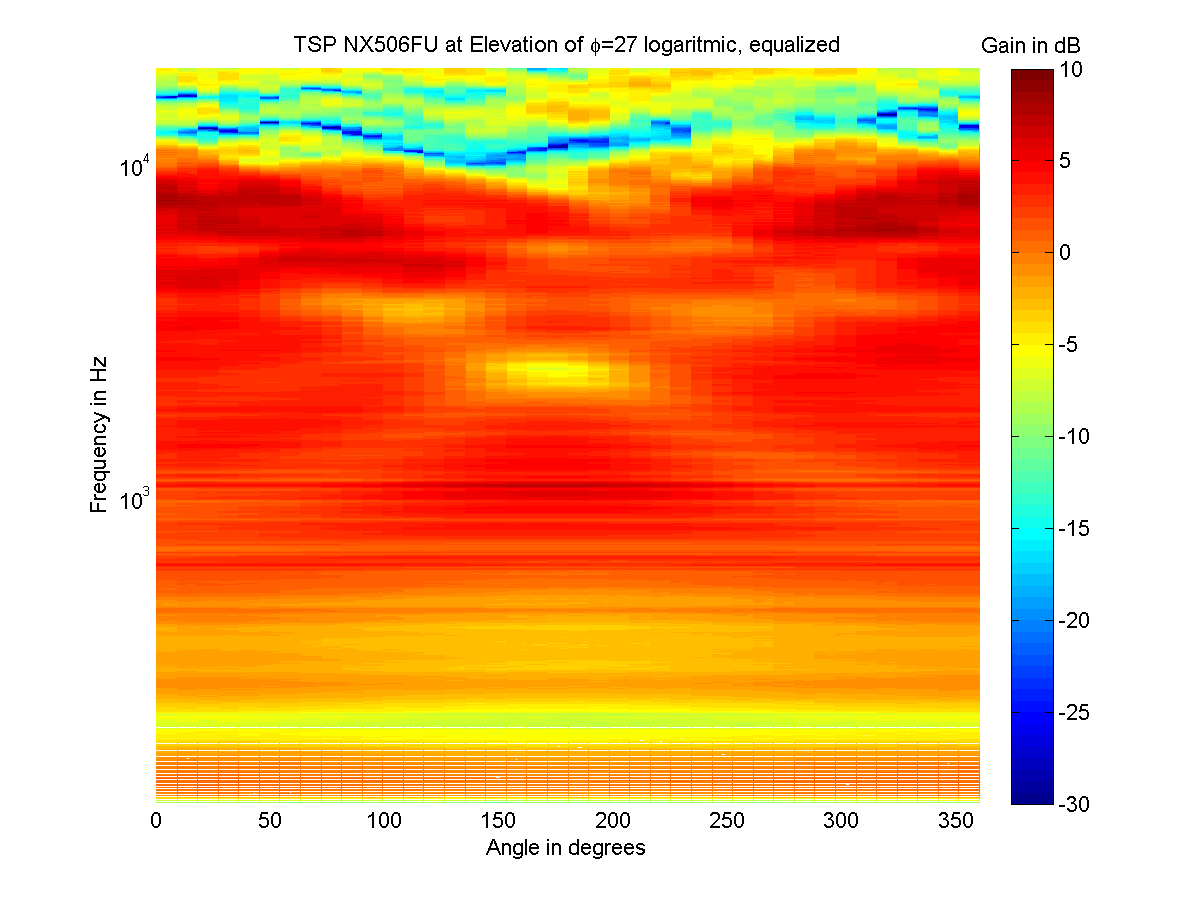 TSP NX506FU at Elevation of ϕ=27 logaritmic, equalized
Gain in dB
10
5
0
-5
-10
-15
-20
-25
-30
10⁴
10³
Frequency in Hz
0 50 100 150 200 250 300 350
Angle in degrees